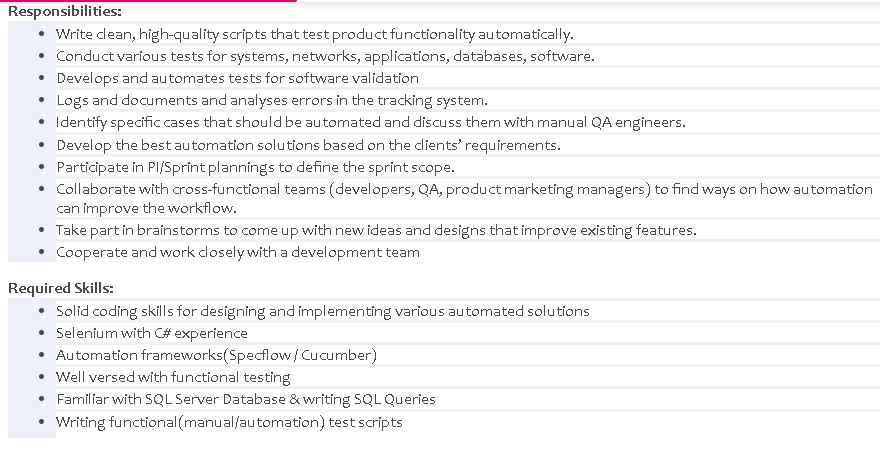 Responsibilities:
• Write clean, high-quality scripts that test product functionality automatically.
• Conduct various tests for systems, networks, applications, databases, software.
• Develops and automates tests for software validation
• Logs and documents and analyses errors in the tracking system.
• Identify specific cases that should be automated and discuss them with manual QA engineers.
• Develop the best automation solutions based on the clients’ requirements.
• Participate in PI/Sprint plannings to define the sprint scope.
• Collaborate with cross-functional teams (developers, QA, product marketing managers) to find ways on how automation
can improve the workflow.
• Take part in brainstorms to come up with new ideas and designs that improve existing features.
• Cooperate and work closely with a development team
Required Skills:
• Solid coding skills for designing and implementing various automated solutions
• Selenium with C# experience
• Automation frameworks(Specflow / Cucumber)
• Well versed with functional testing
• Familiar with SQL Server Database & writing SQL Queries
• Writing functional(manual/automation) test scripts